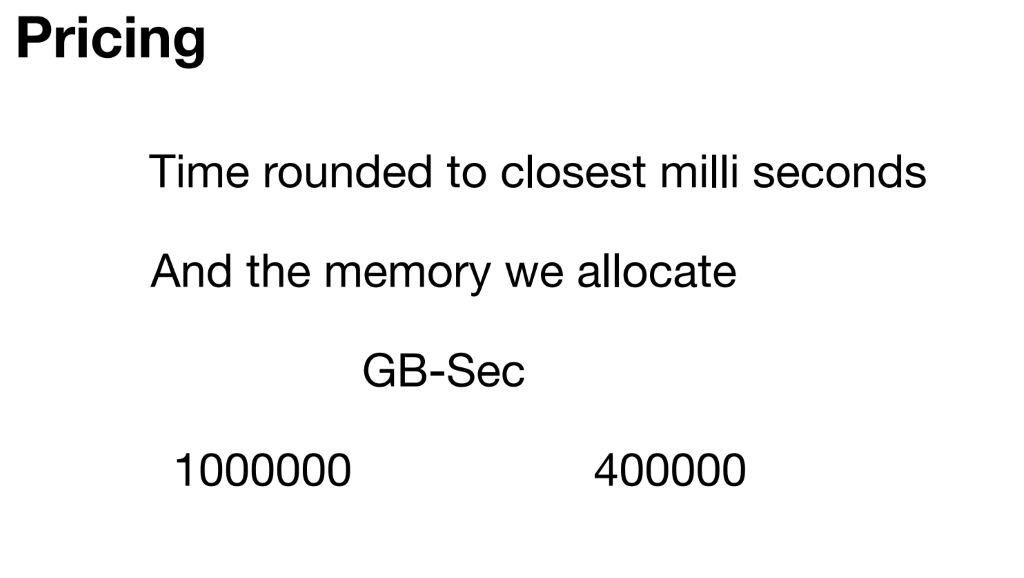 Pricing
Time rounded to closest milli seconds
And the memory we allocate
GB-Sec
1000000 400000